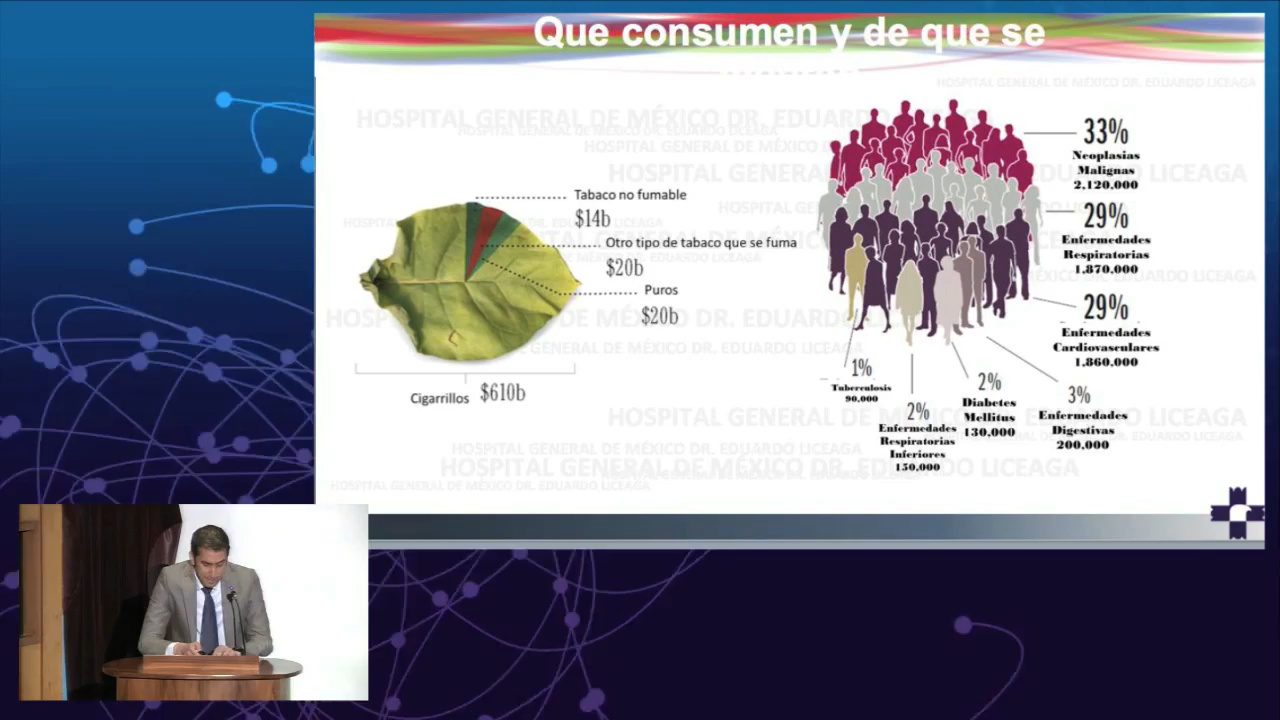 Que consumen y de que se
HOSPITAL GENERAL DE MÉXICO DR. EDUARDO LICEAGA
Tabaco no fumable
$14b
Otro tipo de tabaco que se fuma
$20b
Puros
$20b
Cigarrillos $610b
33%
Neoplasias
Malignas
2,120,000
29%
Enfermedades
Respiratorias
1,870,000
29%
Enfermedades
Cardiovasculares
1,860,000
1%
Tuberculosis
90,000
2%
Enfermedades
Respiratorias
Inferiores
150,000
2%
Diabetes
Mellitus
130,000
3%
Enfermedades
Digestivas
200,000